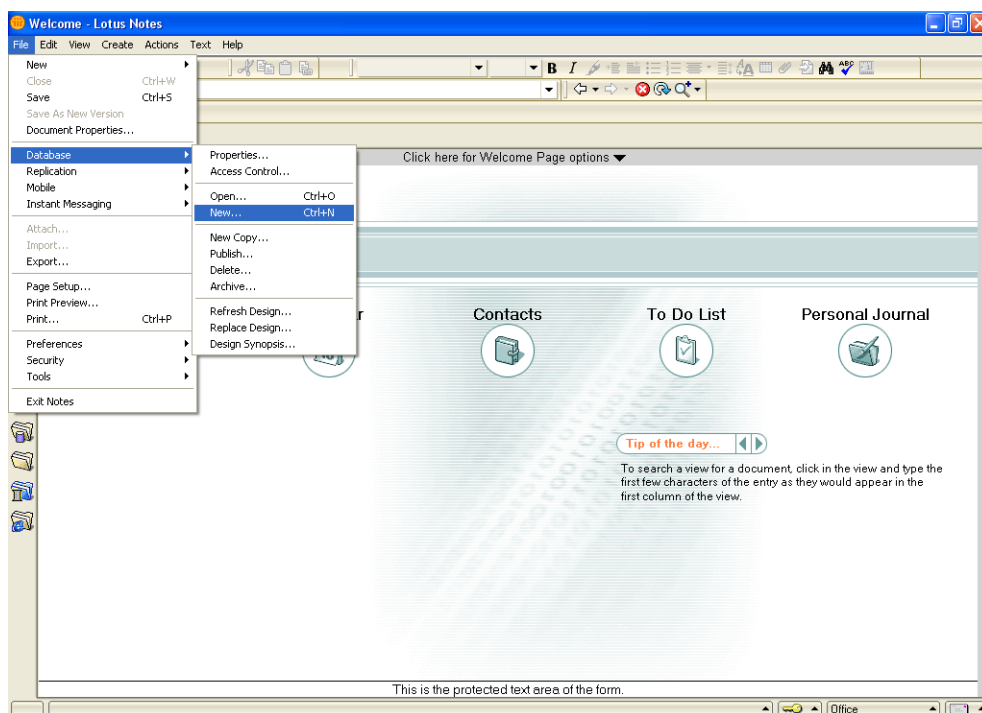 Welcome - Lotus Notes
File Edit View Create Actions Text Help
New
Close Ctrl+W
Save Ctrl+S
Save As New Version
Document Properties...
Database
Replication
Mobile
Instant Messaging
Attach...
Import...
Export...
Page Setup...
Print Preview...
Print... Ctrl+P
Preferences
Security
Tools
Exit Notes
Properties...
Access Control...
Open... Ctrl+O
New... Ctrl+N
New Copy...
Publish...
Delete...
Archive...
Refresh Design...
Replace Design...
Design Synopsis...
B I
ABC
Click here for Welcome Page options
r Contacts To Do List Personal Journal
Tip of the day...
To search a view for a document, click in the view and type the
first few characters of the entry as they would appear in the
first column of the view.
This is the protected text area of the form.
Office